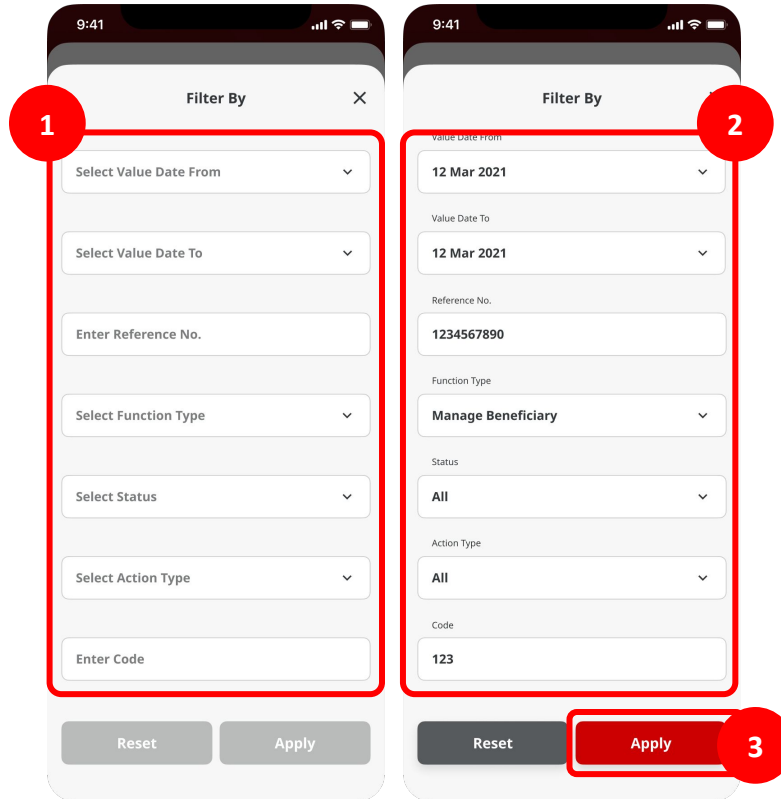 9:41
Filter By
1
Select Value Date From
Select Value Date To
Enter Reference No.
Select Function Type
Select Status
Select Action Type
Enter Code
Reset Apply
9:41
Filter By
2
Value Date From
12 Mar 2021
Value Date To
12 Mar 2021
Reference No.
1234567890
Function Type
Manage Beneficiary
Status
All
Action Type
All
Code
123
Reset Apply
3